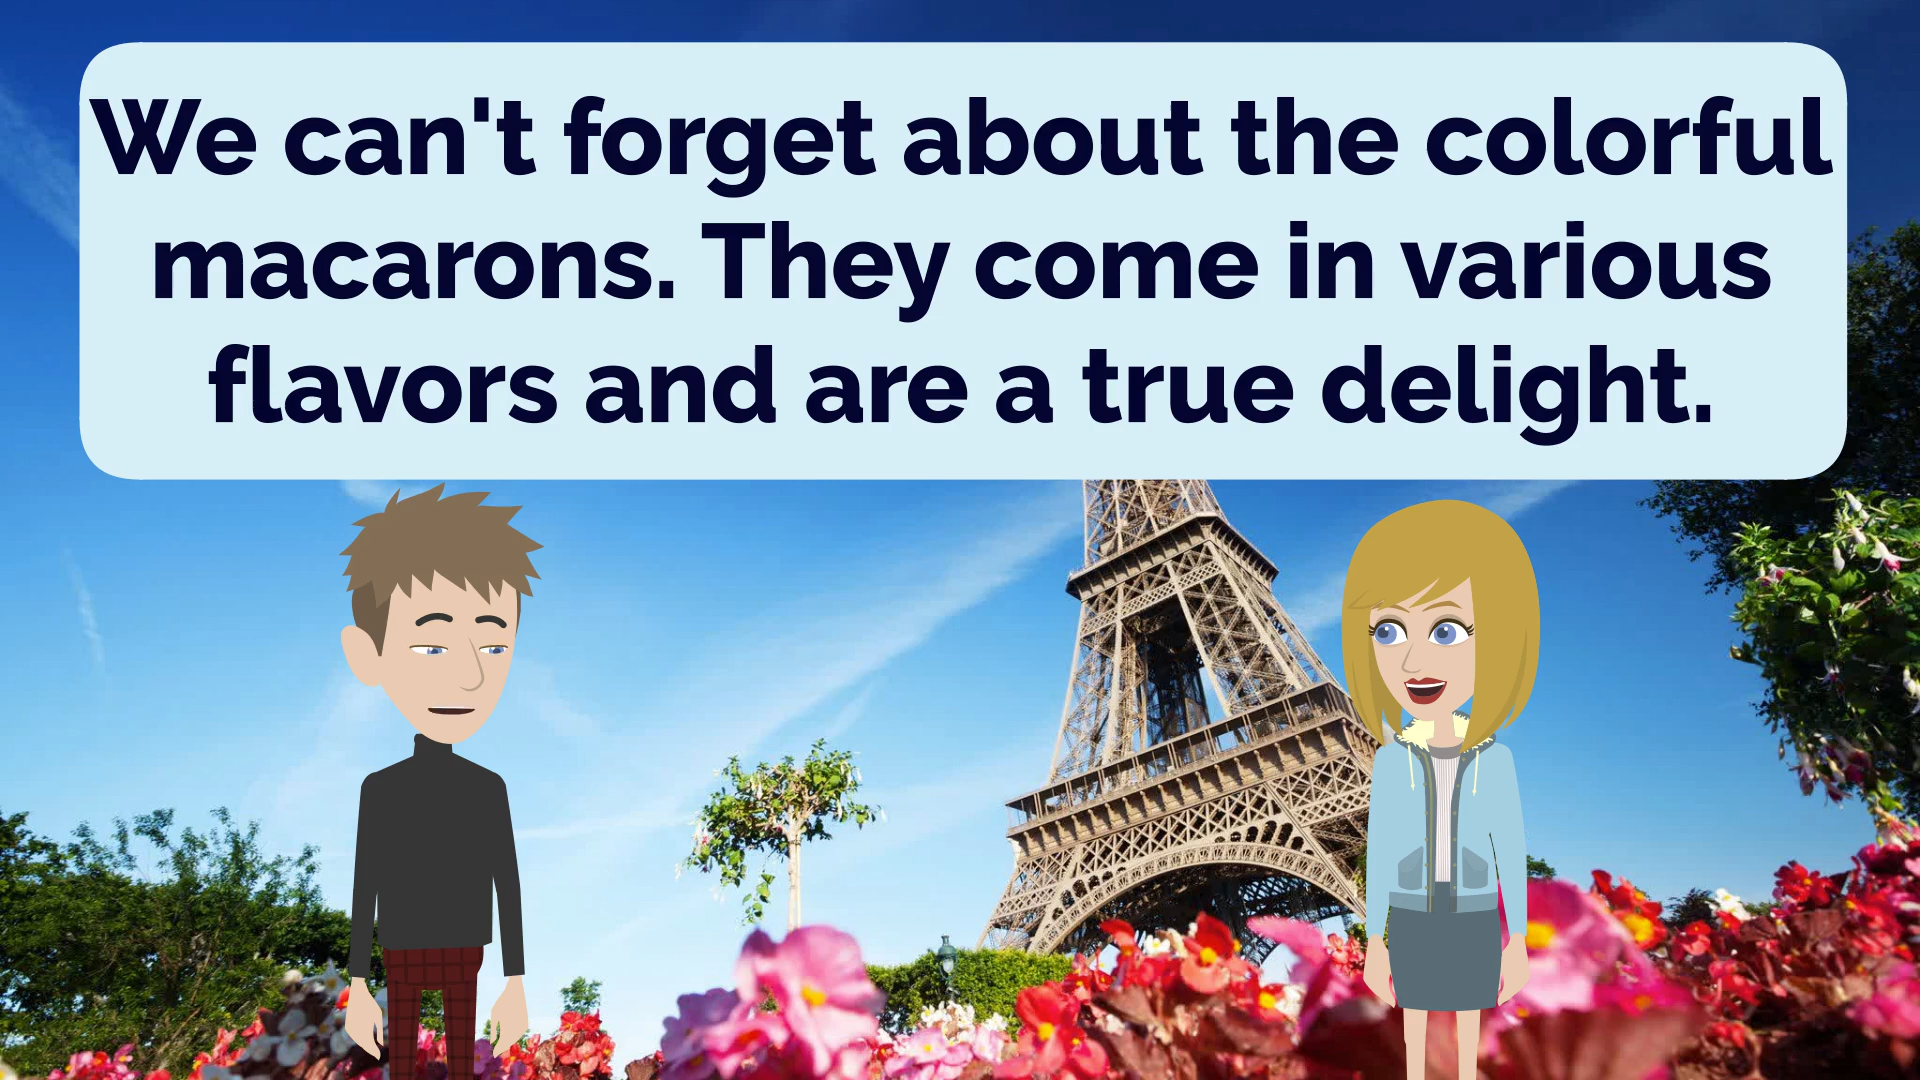 We can't forget about the colorful
macarons. They come in various
flavors and are a true delight.